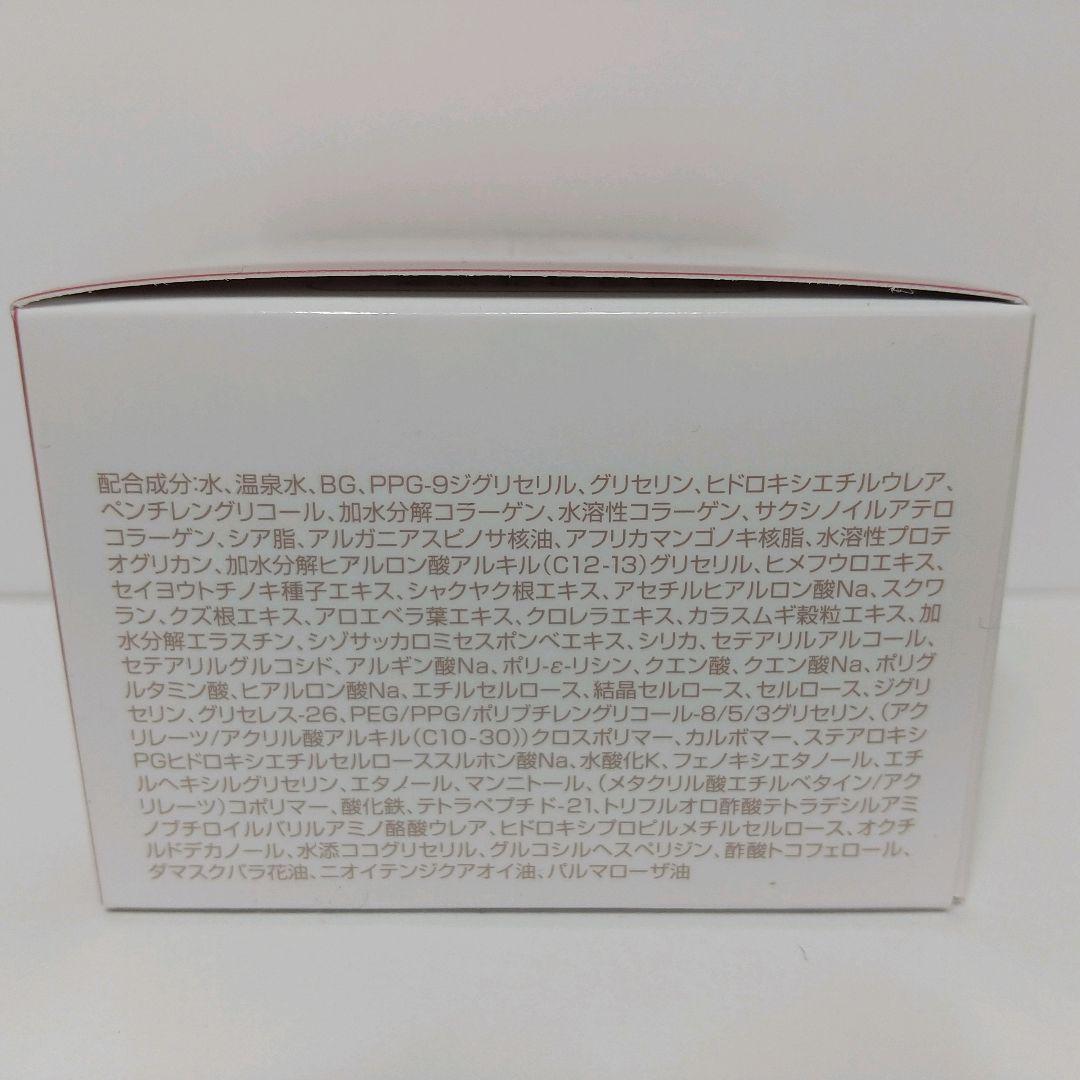 配合成分:水、温泉水、BG、PPG-9ジグリセリル、グリセリン、ヒドロキシエチルウレア、
ペンチレングリコール、加水分解コラーゲン、水溶性コラーゲン、サクシノイルアテロ
コラーゲン、シア脂、アルガニアスピノサ核油、アフリカマンゴノキ核脂、水溶性プロテ
オグリカン、加水分解ヒアルロン酸アルキル(C12-13)グリセリル、ヒメフウロエキス、
セイヨウトチノキ種子エキス、シャクヤク根エキス、アセチルヒアルロン酸Na、スクワ
ラン、クズ根エキス、アロエベラ葉エキス、クロレラエキス、カラスムギ穀粒エキス、加
水分解エラスチン、シゾサッカロミセスポンベエキス、シリカ、セテアリルアルコール、
セテアリルグルコシド、アルギン酸Na、ポリ-ε-リシン、クエン酸、クエン酸Na、ポリグ
ルタミン酸、ヒアルロン酸Na、エチルセルロース、結晶セルロース、セルロース、ジグリ
セリン、グリセレス-26、PEG/PPG/ポリブチレングリコール-8/5/3グリセリン、(アク
リレーツ/アクリル酸アルキル(C10-30))クロスポリマー、カルボマー、ステアロキシ
PGヒドロキシエチルセルローススルホン酸Na、水酸化K、フェノキシエタノール、エチ
ルヘキシルグリセリン、エタノール、マンニトール、(メタクリル酸エチルベタイン/アク
リレーツ)コポリマー、酸化鉄、テトラペプチド-21、トリフルオロ酢酸テトラデシルアミ
ノブチロイルバリルアミノ酪酸ウレア、ヒドロキシプロピルメチルセルロース、オクチ
ルドデカノール、水添ココグリセリル、グルコシルヘスペリジン、酢酸トコフェロール、
ダマスクバラ花油、ニオイテンジクアオイ油、パルマローザ油